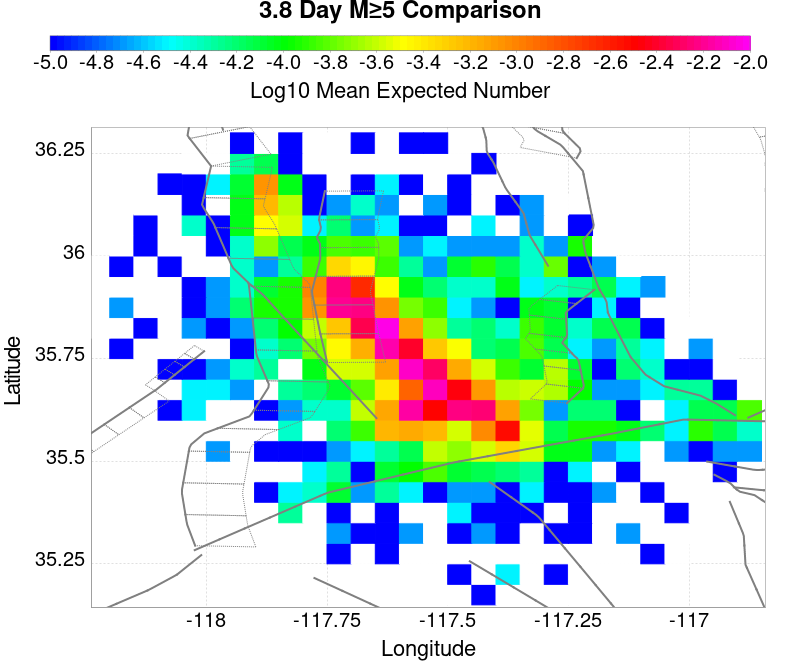 3.8 Day M≥5 Comparison
-5.0 -4.8 -4.6 -4.4 -4.2 -4.0 -3.8 -3.6 -3.4 -3.2 -3.0 -2.8 -2.6 -2.4 -2.2 -2.0
Log10 Mean Expected Number
36.25
36
35.75
35.5
35.25
Latitude
-118 -117.75 -117.5 -117.25 -117
Longitude